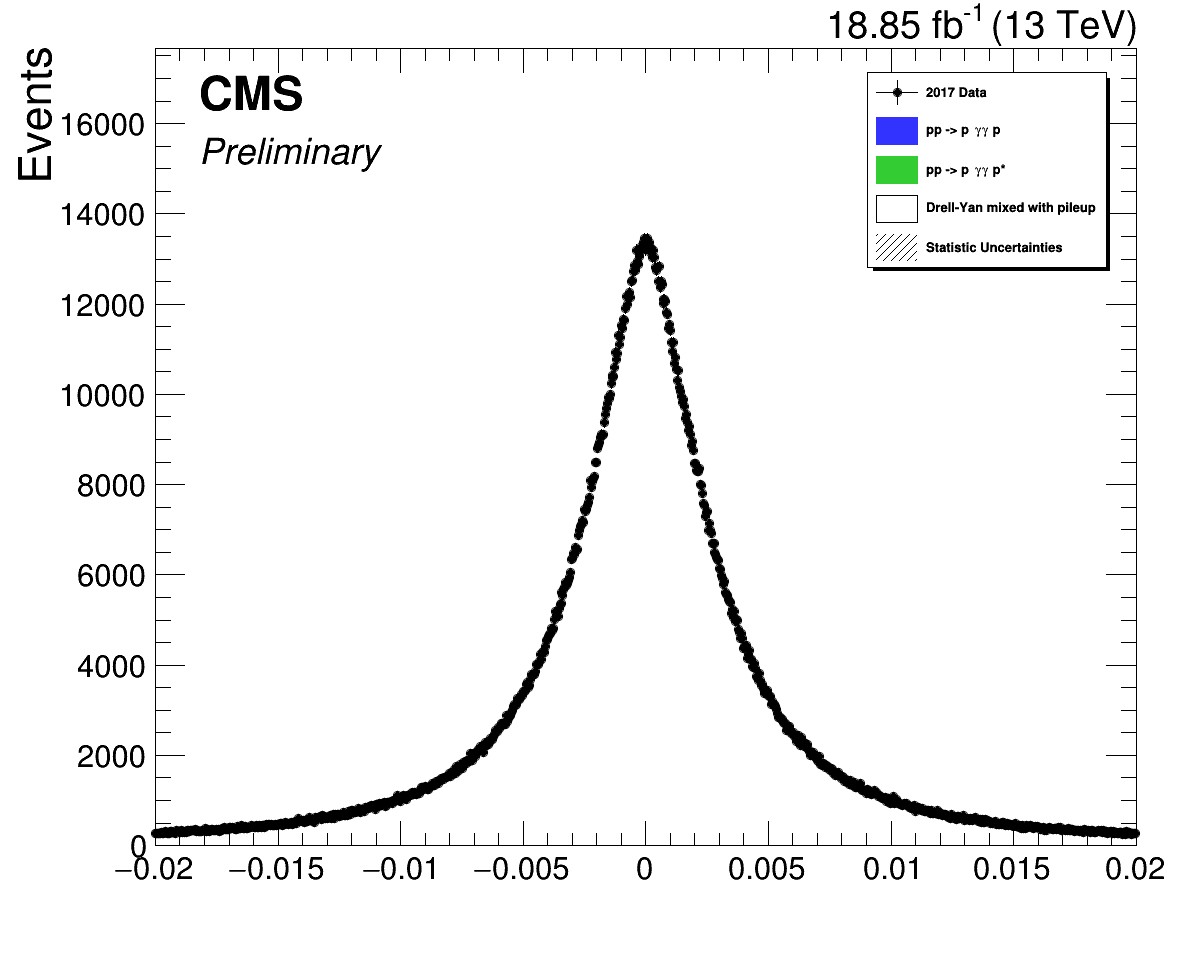 18.85 fb⁻¹ (13 TeV)
Events
CMS
Preliminary
2017 Data
pp -> p γγ p
pp -> p γγ p*
Drell-Yan mixed with pileup
Statistic Uncertainties
16000
14000
12000
10000
8000
6000
4000
2000
0
−0.02 −0.015 −0.01 −0.005 0 0.005 0.01 0.015 0.02